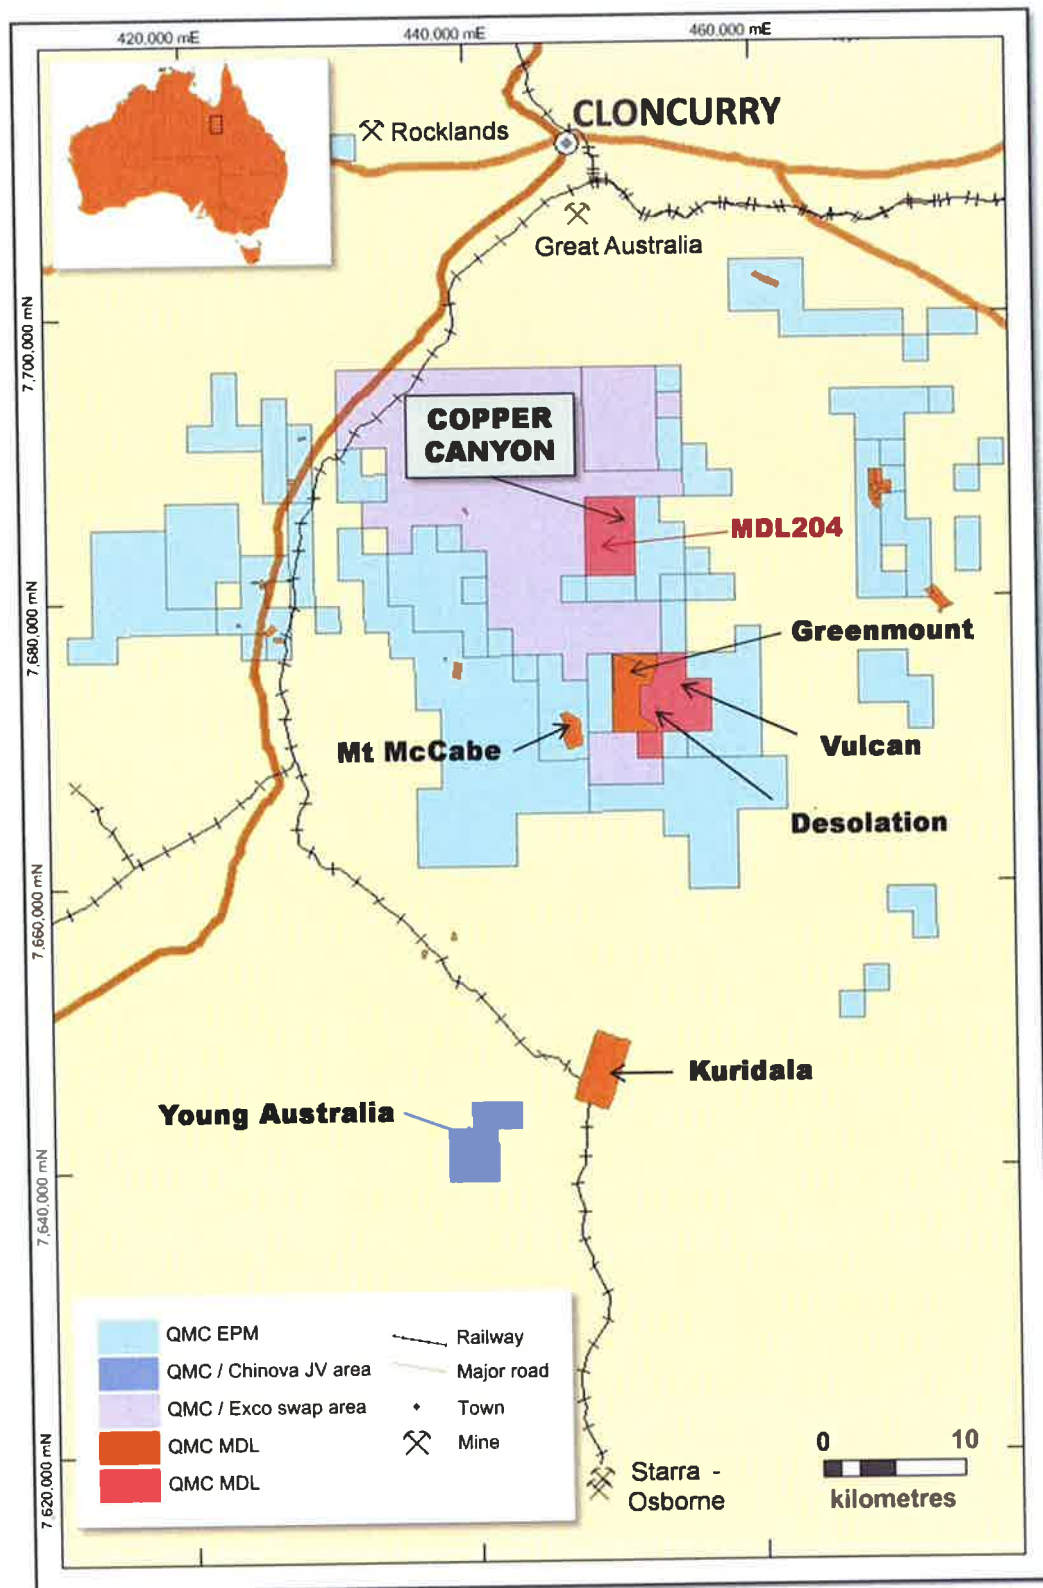 420,000 mE
440,000 mE
460,000 mE
CLONCURRY
Rocklands
Great Australia
7,700,000 mN
COPPER
CANYON
MDL204
7,680,000 mN
Greenmount
Mt McCabe
Vulcan
Desolation
7,660,000 mN
Kuridala
Young Australia
7,640,000 mN
QMC EPM
QMC / Chinova JV area
QMC / Exco swap area
QMC MDL
QMC MDL
Railway
Major road
Town
Mine
0 10
kilometres
Starra -
Osborne
7,620,000 mN